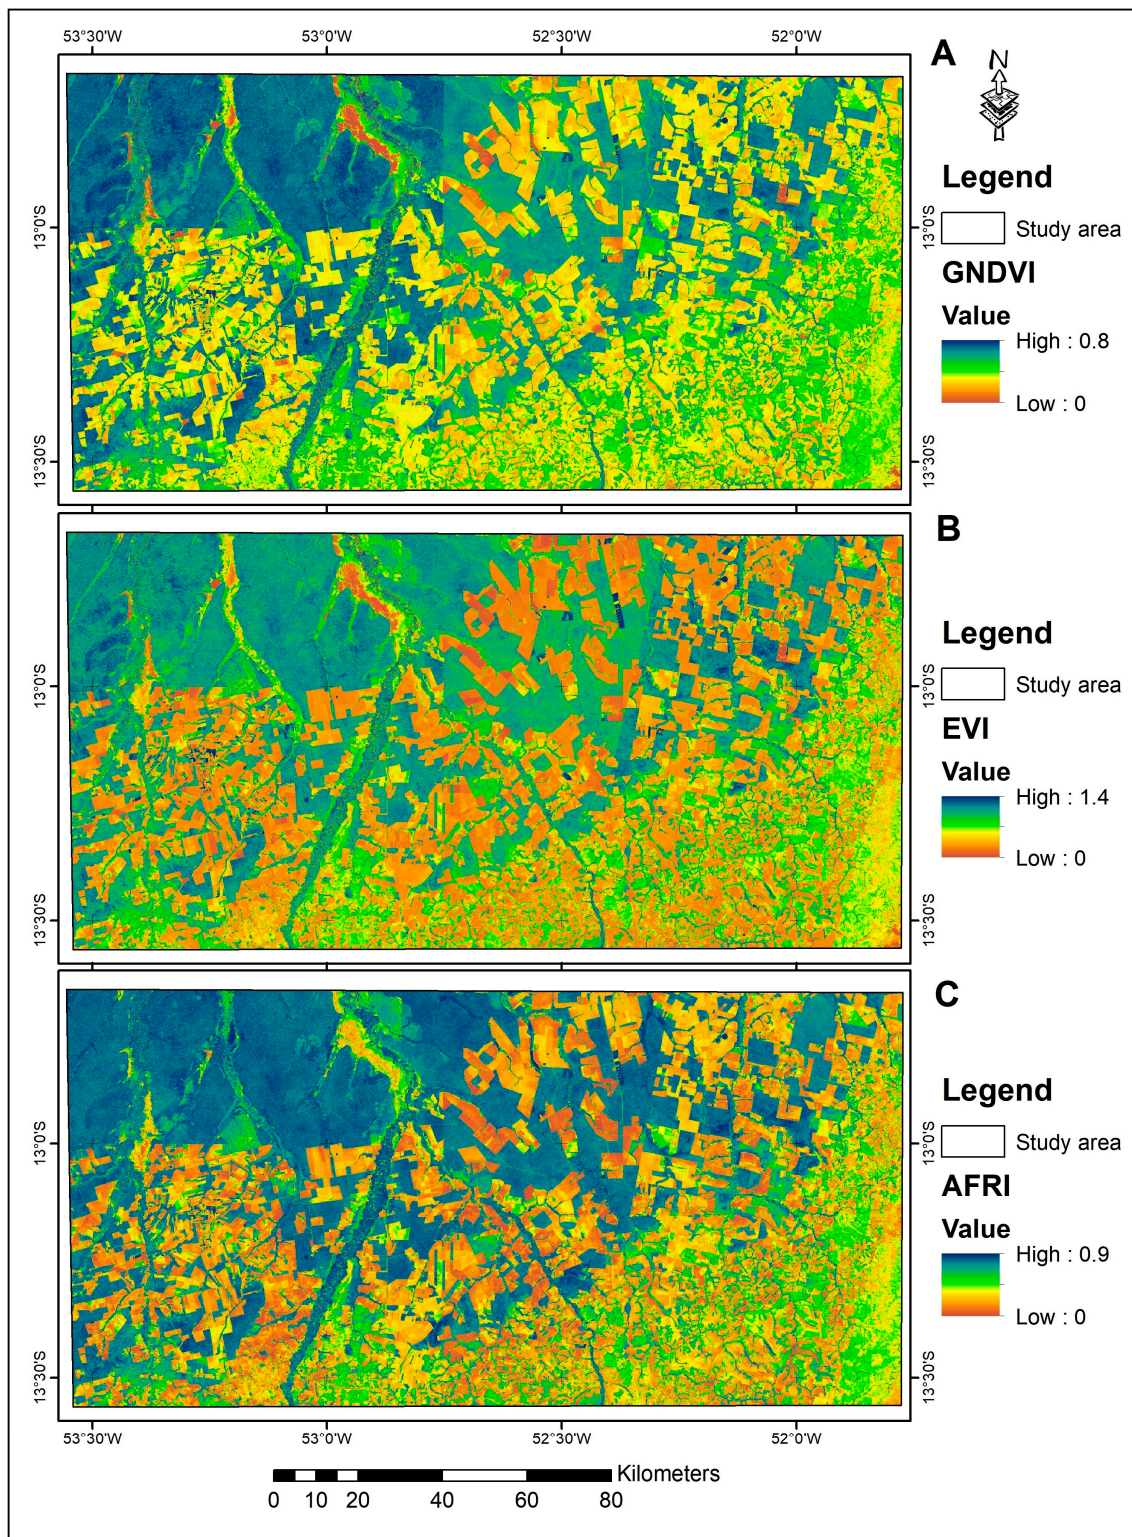 53°30'W 53°0'W 52°30'W 52°0'W
A
N
Legend
Study area
GNDVI
Value
High : 0.8
Low : 0
13°0'S 13°0'S
13°30'S 13°30'S
B
Legend
Study area
EVI
Value
High : 1.4
Low : 0
13°0'S 13°0'S
13°30'S 13°30'S
C
Legend
Study area
AFRI
Value
High : 0.9
Low : 0
13°0'S 13°0'S
13°30'S 13°30'S
53°30'W 53°0'W 52°30'W 52°0'W
Kilometers
0 10 20 40 60 80